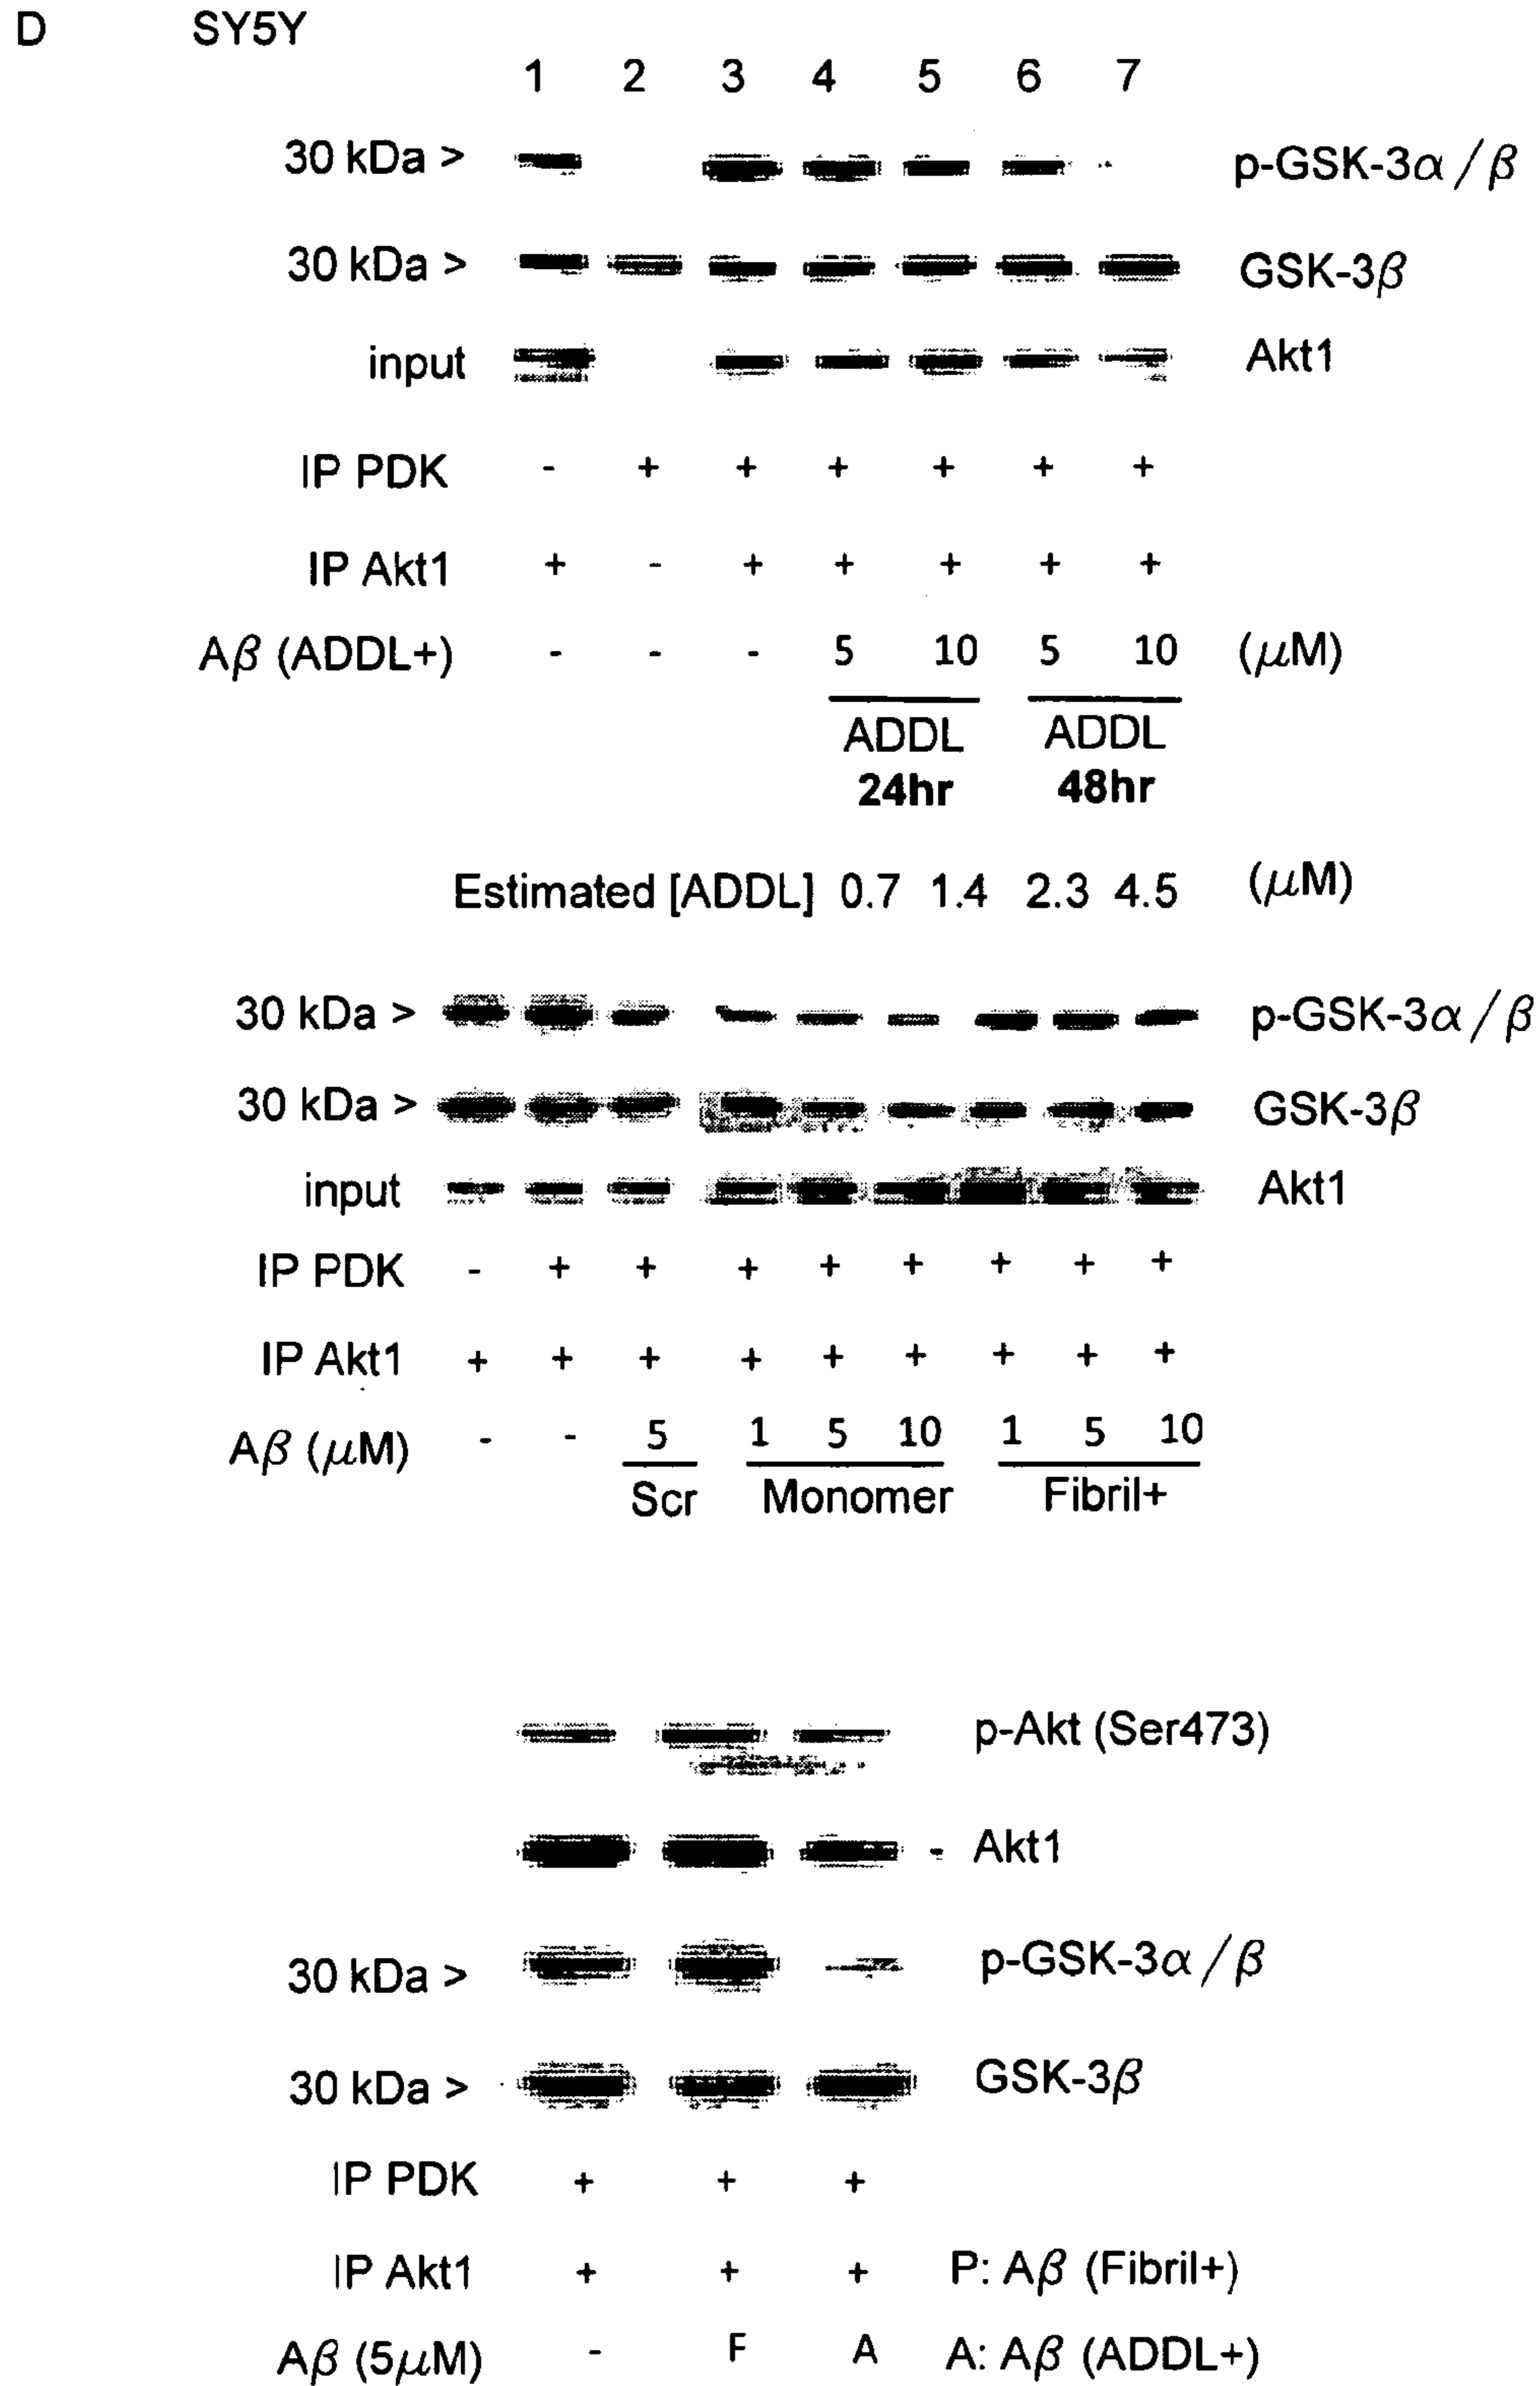 D SY5Y
1 2 3 4 5 6 7
30 kDa > p-GSK-3α/β
30 kDa > GSK-3β
input Akt1
IP PDK - + + + + + +
IP Akt1 + - + + + + +
Aβ (ADDL+) - - - 5 10 5 10 (μM)
ADDL ADDL
24hr 48hr
Estimated [ADDL] 0.7 1.4 2.3 4.5 (μM)
30 kDa > p-GSK-3α/β
30 kDa > GSK-3β
input Akt1
IP PDK - + + + + + + + +
IP Akt1 + + + + + + + + +
Aβ (μM) - - 5 1 5 10 1 5 10
Scr Monomer Fibril+
p-Akt (Ser473)
Akt1
30 kDa > p-GSK-3α/β
30 kDa > GSK-3β
IP PDK + + +
IP Akt1 + + + P: Aβ (Fibril+)
Aβ (5μM) - F A A: Aβ (ADDL+)